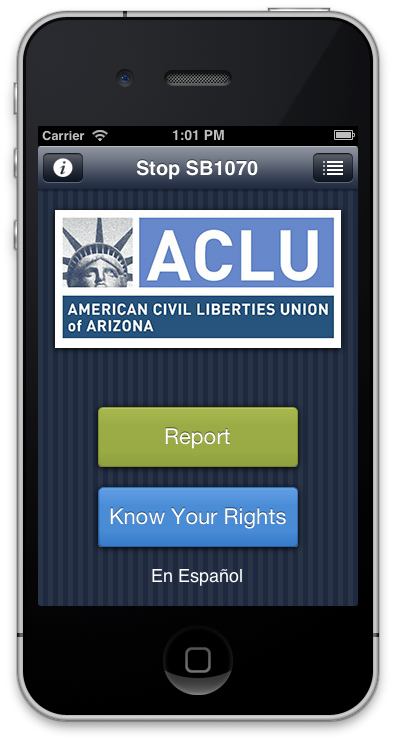 Carrier 1:01 PM
Stop SB1070
ACLU
AMERICAN CIVIL LIBERTIES UNION
of ARIZONA
Report
Know Your Rights
En Español